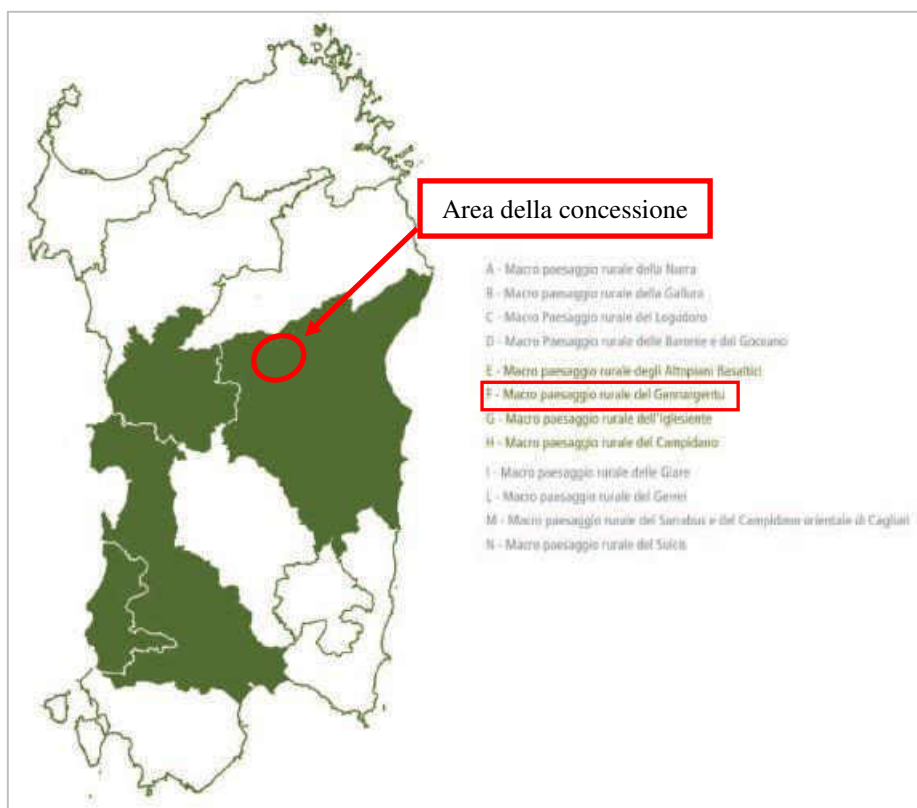 Area della concessione
A - Macro paesaggio rurale della Nurra
B - Macro paesaggio rurale della Gallura
C - Macro Paesaggio rurale del Logudoro
D - Macro Paesaggio rurale delle Baronie e del Goceano
E - Macro paesaggio rurale degli Altopiani Basaltici
F - Macro paesaggio rurale del Gennargentu
G - Macro paesaggio rurale dell'Iglesiente
H - Macro paesaggio rurale del Campidano
I - Macro paesaggio rurale delle Giare
L - Macro paesaggio rurale del Gerrei
M - Macro paesaggio rurale del Sarrabus e del Campidano orientale di Cagliari
N - Macro paesaggio rurale del Sulcis